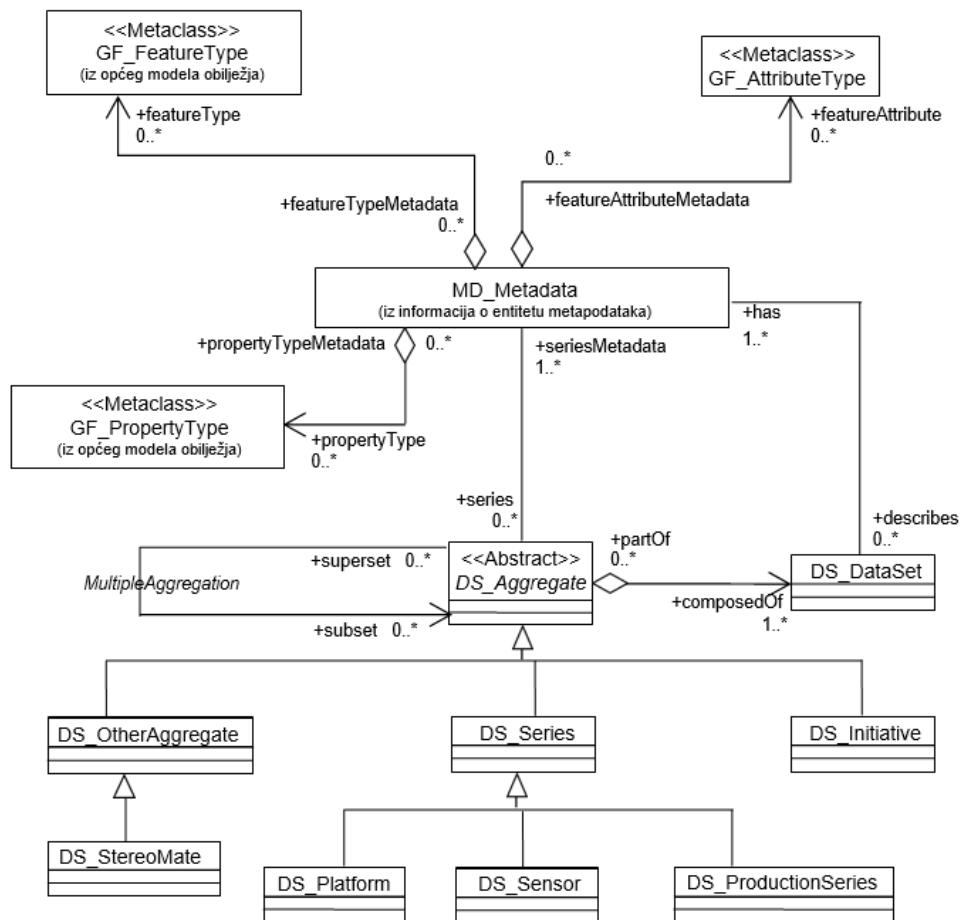 <<Metaclass>>
GF_FeatureType
(iz općeg modela obilježja)
<<Metaclass>>
GF_AttributeType
+featureType
0..*
+featureAttribute
0..*
0..*
+featureTypeMetadata
0..*
+featureAttributeMetadata
MD_Metadata
(iz informacija o entitetu metapodataka)
+propertyTypeMetadata
0..*
+seriesMetadata
1..*
+has
1..*
<<Metaclass>>
GF_PropertyType
(iz općeg modela obilježja)
+propertyType
0..*
+series
0..*
+describes
0..*
+superset 0..*
MultipleAggregation
+subset 0..*
<<Abstract>>
DS_Aggregate
+partOf
0..*
+composedOf
1..*
DS_DataSet
DS_OtherAggregate
DS_Series
DS_Initiative
DS_StereoMate
DS_Platform
DS_Sensor
DS_ProductionSeries